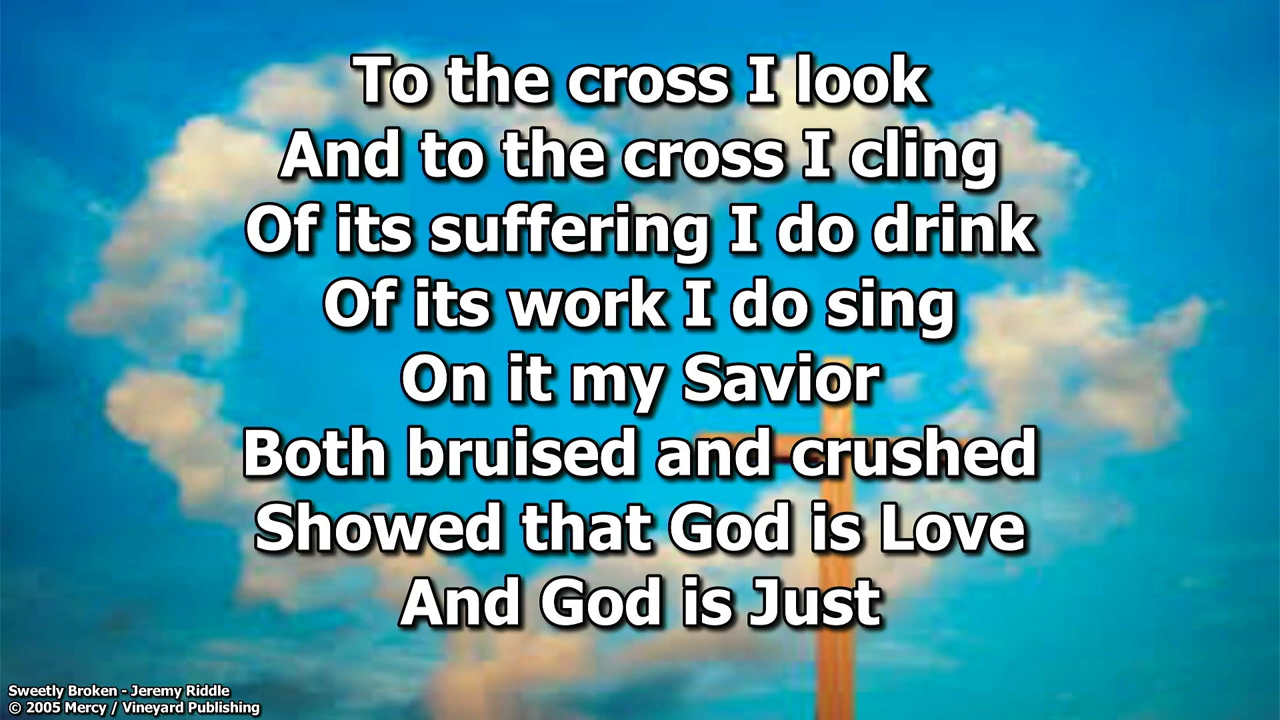 To the cross I look
And to the cross I cling
Of its suffering I do drink
Of its work I do sing
On it my Savior
Both bruised and crushed
Showed that God is Love
And God is Just
Sweetly Broken - Jeremy Riddle
© 2005 Mercy / Vineyard Publishing